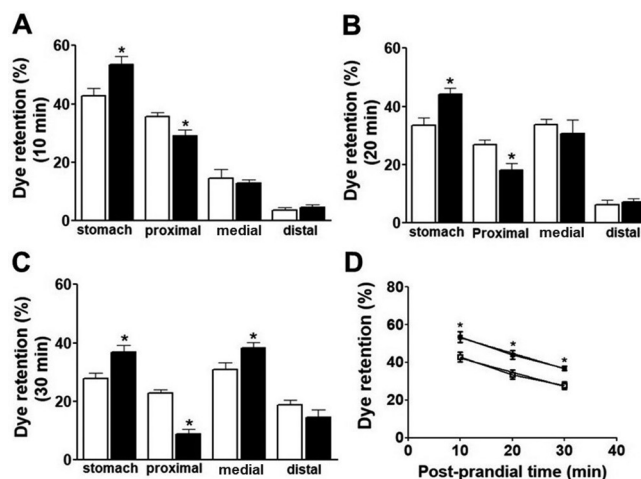 A
Dye retention (%)
(10 min)
60
40
20
0
*
*
stomach proximal medial distal
B
Dye retention (%)
(20 min)
60
40
20
0
*
*
stomach Proximal medial distal
C
Dye retention (%)
(30 min)
60
40
20
0
*
*
*
stomach proximal medial distal
D
Dye retention (%)
80
60
40
20
0
*
*
*
0 10 20 30 40
Post-prandial time (min)